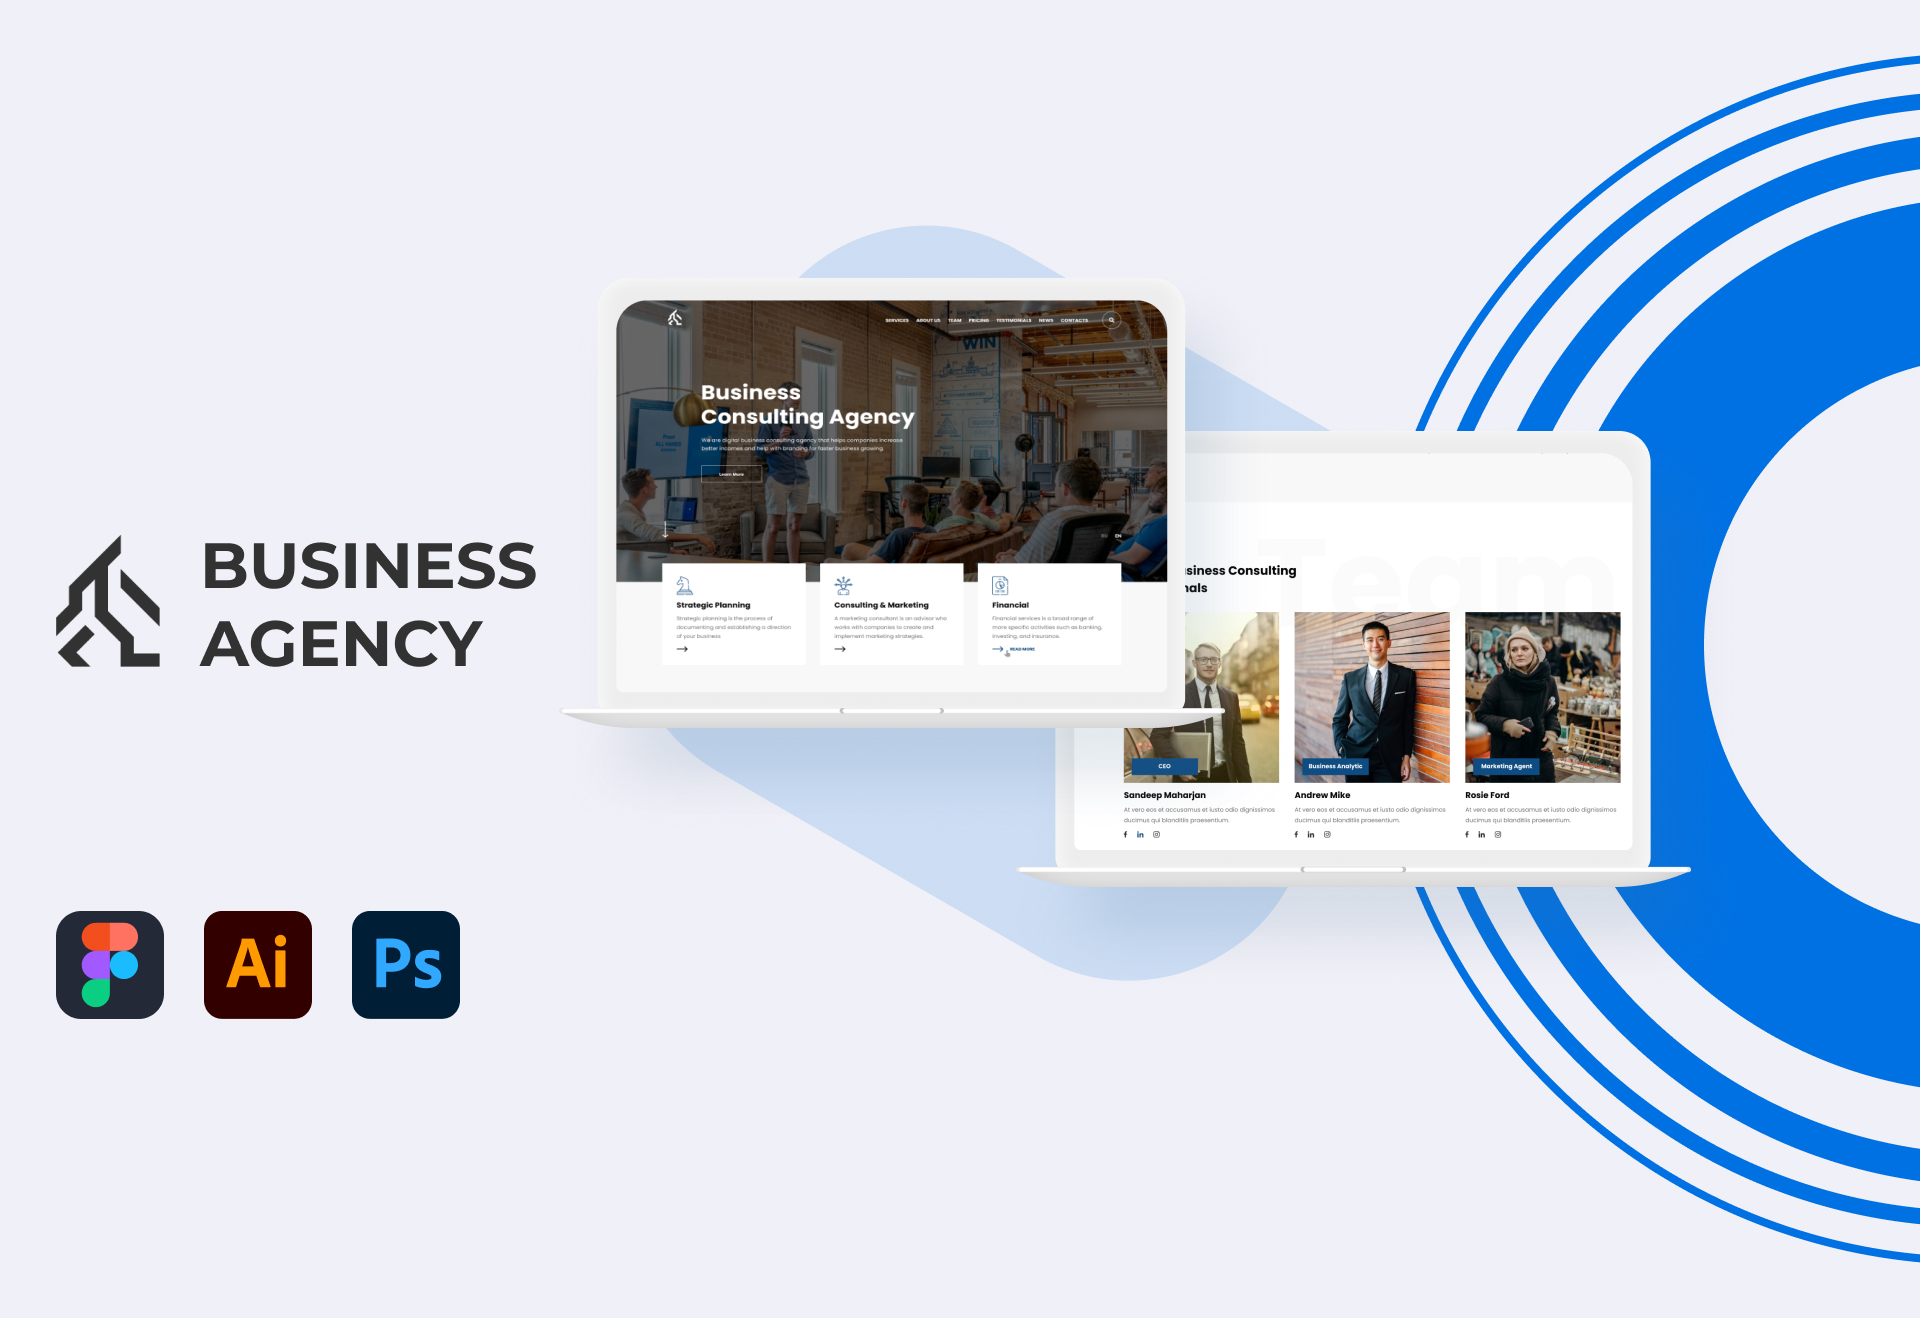 BUSINESS
AGENCY
Ai
Ps
SERVICES ABOUT US TEAM PRICING TESTIMONIALS NEWS CONTACTS
WIN
Business
Consulting Agency
We are digital business consulting agency that helps companies increase
better incomes and help with branding for faster business growing.
Learn More
RU EN
Strategic Planning
Strategic planning is the process of
documenting and establishing a direction
of your business
Consulting & Marketing
A marketing consultant is an advisor who
works with companies to create and
implement marketing strategies.
Financial
Financial services is a broad range of
more specific activities such as banking,
investing, and insurance.
READ MORE
Team
siness Consulting
nals
CEO
Sandeep Maharjan
At vero eos et accusamus et iusto odio dignissimos
ducimus qui blanditiis praesentium.
Business Analytic
Andrew Mike
At vero eos et accusamus et iusto odio dignissimos
ducimus qui blanditiis praesentium.
Marketing Agent
Rosie Ford
At vero eos et accusamus et iusto odio dignissimos
ducimus qui blanditiis praesentium.